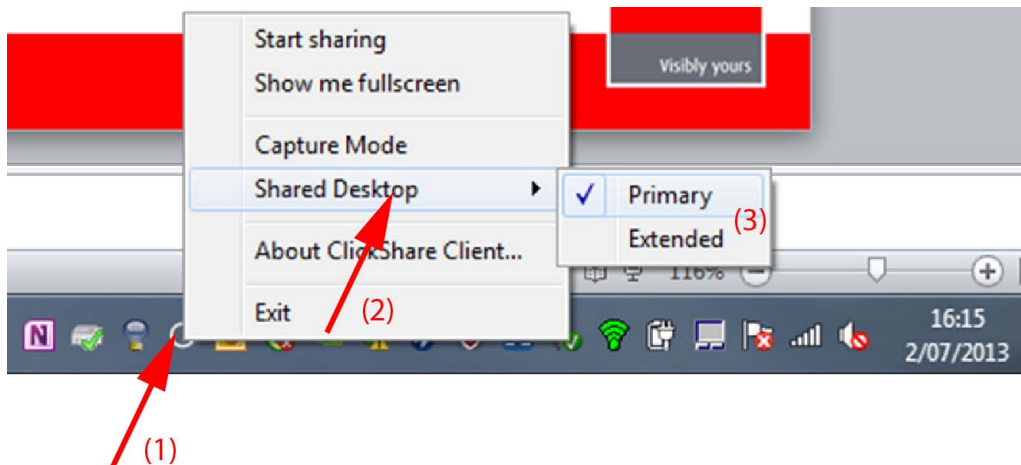 Visibly yours
Start sharing
Show me fullscreen
Capture Mode
Shared Desktop
Primary
Extended
(3)
About ClickShare Client...
116%
Exit
(2)
N
16:15
2/07/2013
(1)